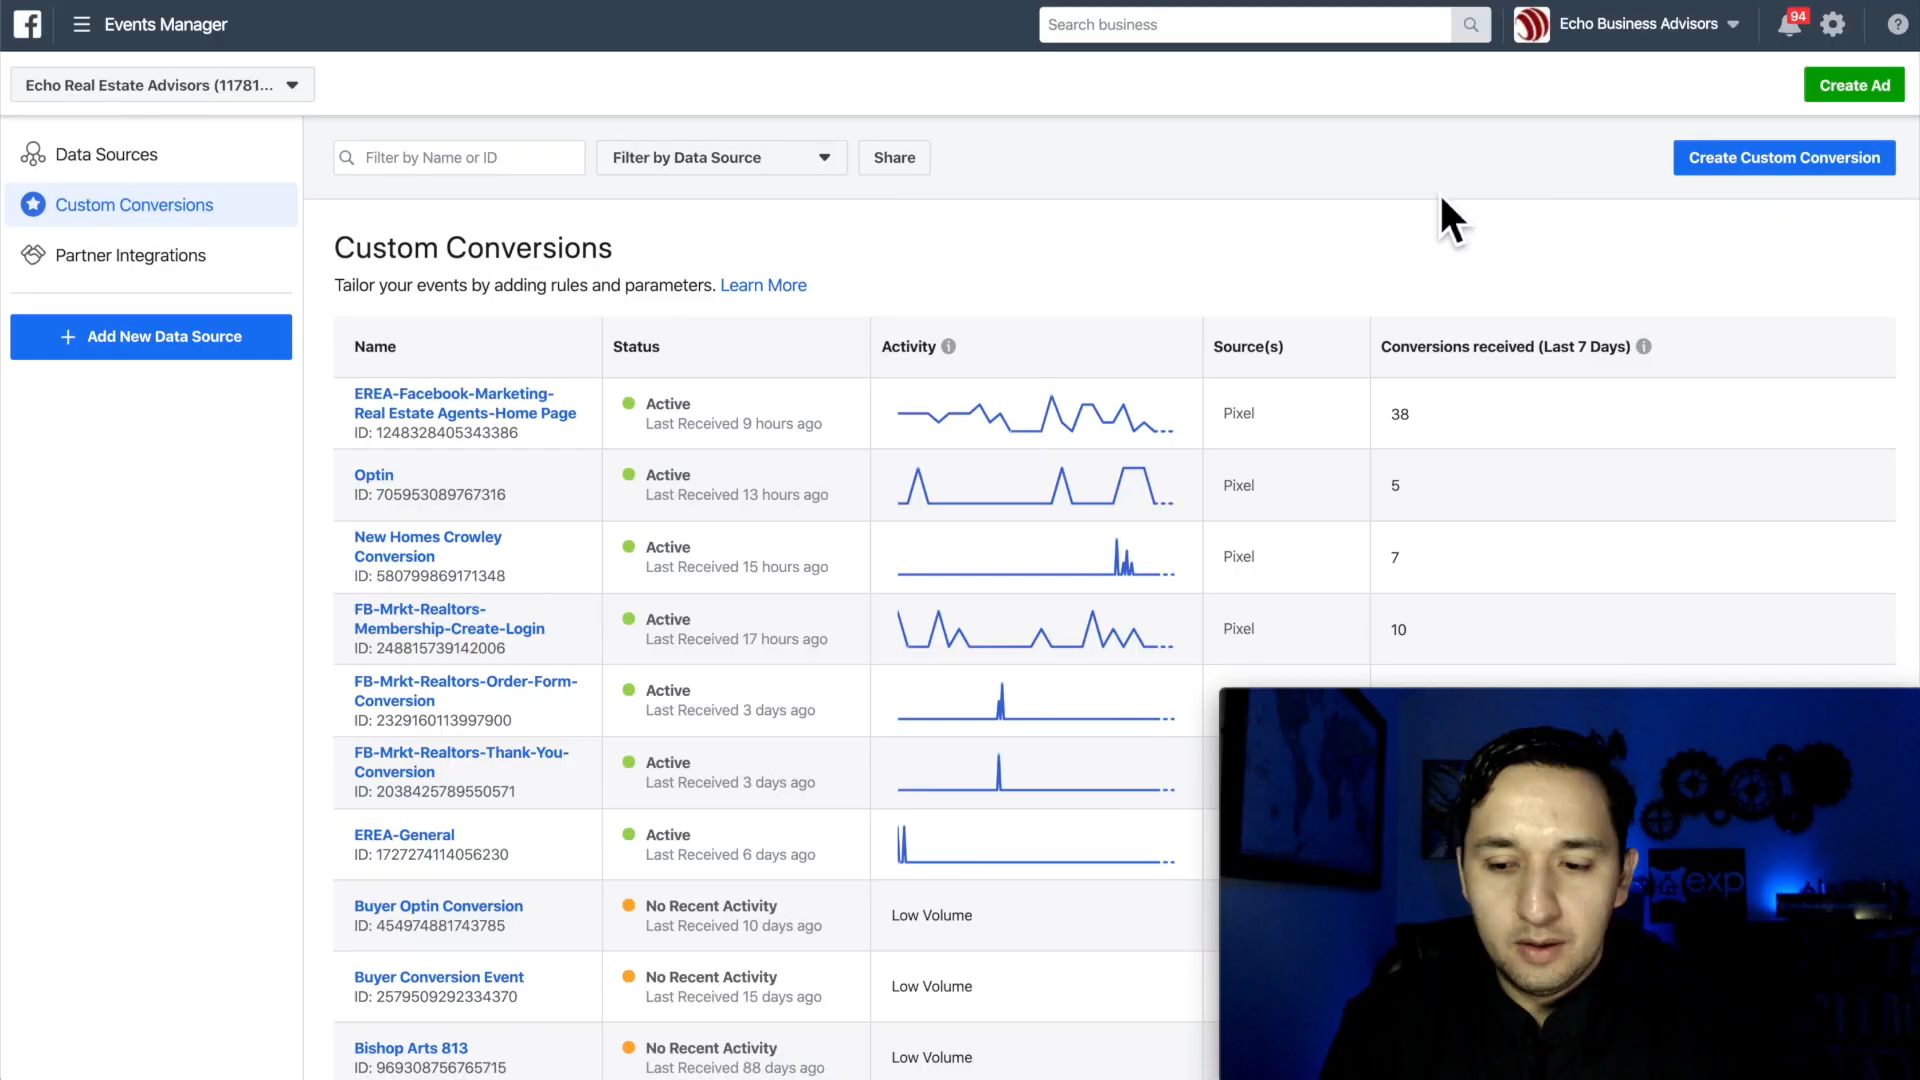 Events Manager
Search business
Echo Business Advisors
94
Echo Real Estate Advisors (11781...
Create Ad
Data Sources
Custom Conversions
Partner Integrations
+ Add New Data Source
Filter by Name or ID
Filter by Data Source
Share
Create Custom Conversion
Custom Conversions
Tailor your events by adding rules and parameters. Learn More
Name
Status
Activity
Source(s)
Conversions received (Last 7 Days)
EREA-Facebook-Marketing-
Real Estate Agents-Home Page
ID: 1248328405343386
Active
Last Received 9 hours ago
Pixel
38
Optin
ID: 705953089767316
Active
Last Received 13 hours ago
Pixel
5
New Homes Crowley
Conversion
ID: 580799869171348
Active
Last Received 15 hours ago
Pixel
7
FB-Mrkt-Realtors-
Membership-Create-Login
ID: 248815739142006
Active
Last Received 17 hours ago
Pixel
10
FB-Mrkt-Realtors-Order-Form-
Conversion
ID: 2329160113997900
Active
Last Received 3 days ago
FB-Mrkt-Realtors-Thank-You-
Conversion
ID: 2038425789550571
Active
Last Received 3 days ago
EREA-General
ID: 1727274114056230
Active
Last Received 6 days ago
Buyer Optin Conversion
ID: 454974881743785
No Recent Activity
Last Received 10 days ago
Low Volume
Buyer Conversion Event
ID: 2579509292334370
No Recent Activity
Last Received 15 days ago
Low Volume
Bishop Arts 813
ID: 969308756765715
No Recent Activity
Last Received 88 days ago
Low Volume
exp